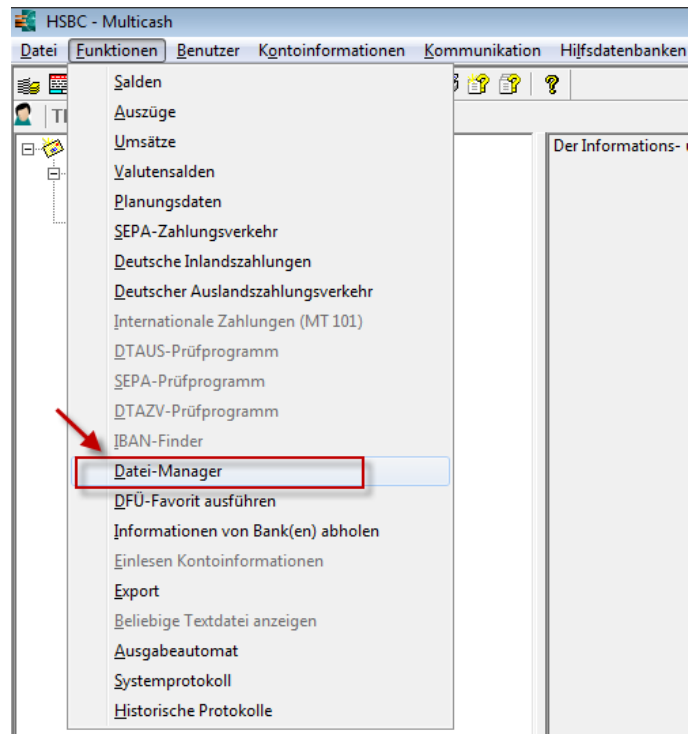 HSBC - Multicash
Datei Funktionen Benutzer Kontoinformationen Kommunikation Hilfsdatenbanken
Salden
Auszüge
Umsätze
Der Informations-
Valutensalden
Planungsdaten
SEPA-Zahlungsverkehr
Deutsche Inlandszahlungen
Deutscher Auslandszahlungsverkehr
Internationale Zahlungen (MT 101)
DTAUS-Prüfprogramm
SEPA-Prüfprogramm
DTAZV-Prüfprogramm
IBAN-Finder
Datei-Manager
DFÜ-Favorit ausführen
Informationen von Bank(en) abholen
Einlesen Kontoinformationen
Export
Beliebige Textdatei anzeigen
Ausgabeautomat
Systemprotokoll
Historische Protokolle